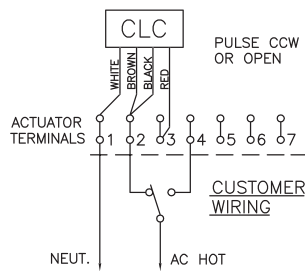 CLC
PULSE CCW
OR OPEN
WHITE
BROWN
BLACK
RED
ACTUATOR
TERMINALS
1 2 3 4 5 6 7
CUSTOMER
WIRING
NEUT.
AC HOT